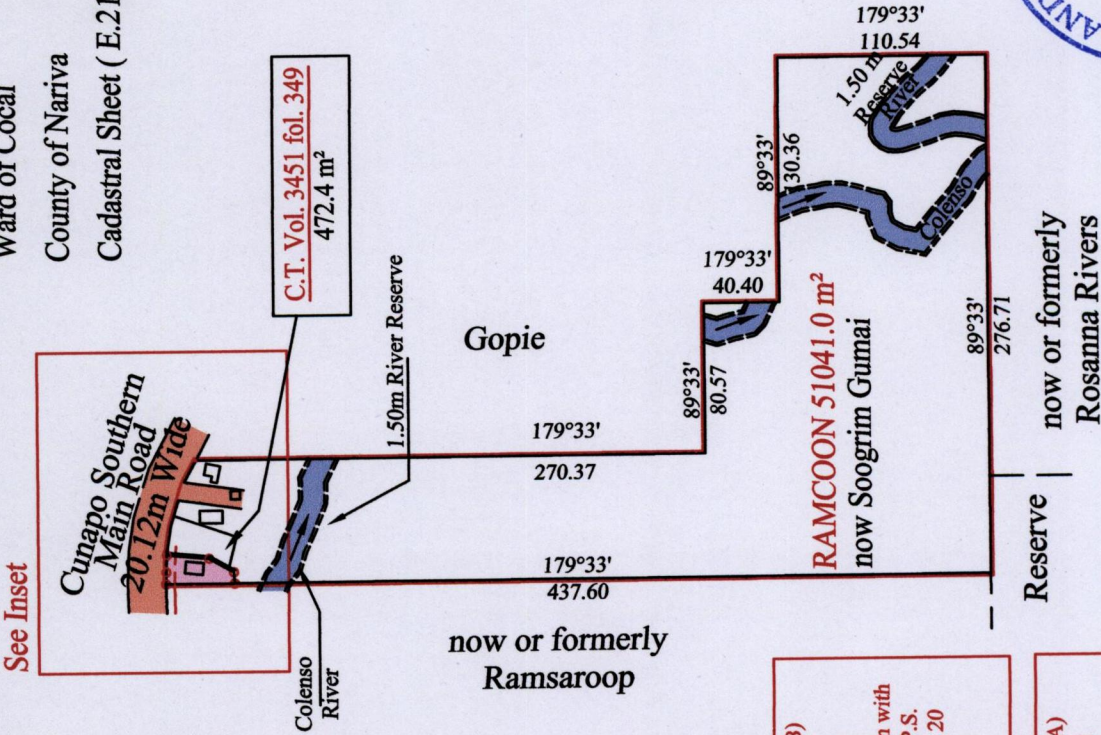 Ward of Cocal
County of Nariva
Cadastral Sheet ( E.21
C.T. Vol. 3451 fol. 349
472.4 m²
See Inset
Cunapo Southern
Main Road
20.12m Wide
1.50m River Reserve
Colenso
River
Gopie
179°33'
270.37
179°33'
437.60
now or formerly
Ramsaroop
89°33'
80.57
179°33'
40.40
89°33'
30.36
179°33'
110.54
1.50 m
Reserve
River
Colenso
RAMCOON 51041.0 m²
now Soogrim Gumai
89°33'
276.71
now or formerly
Rosanna Rivers
Reserve
with
P.S.
20